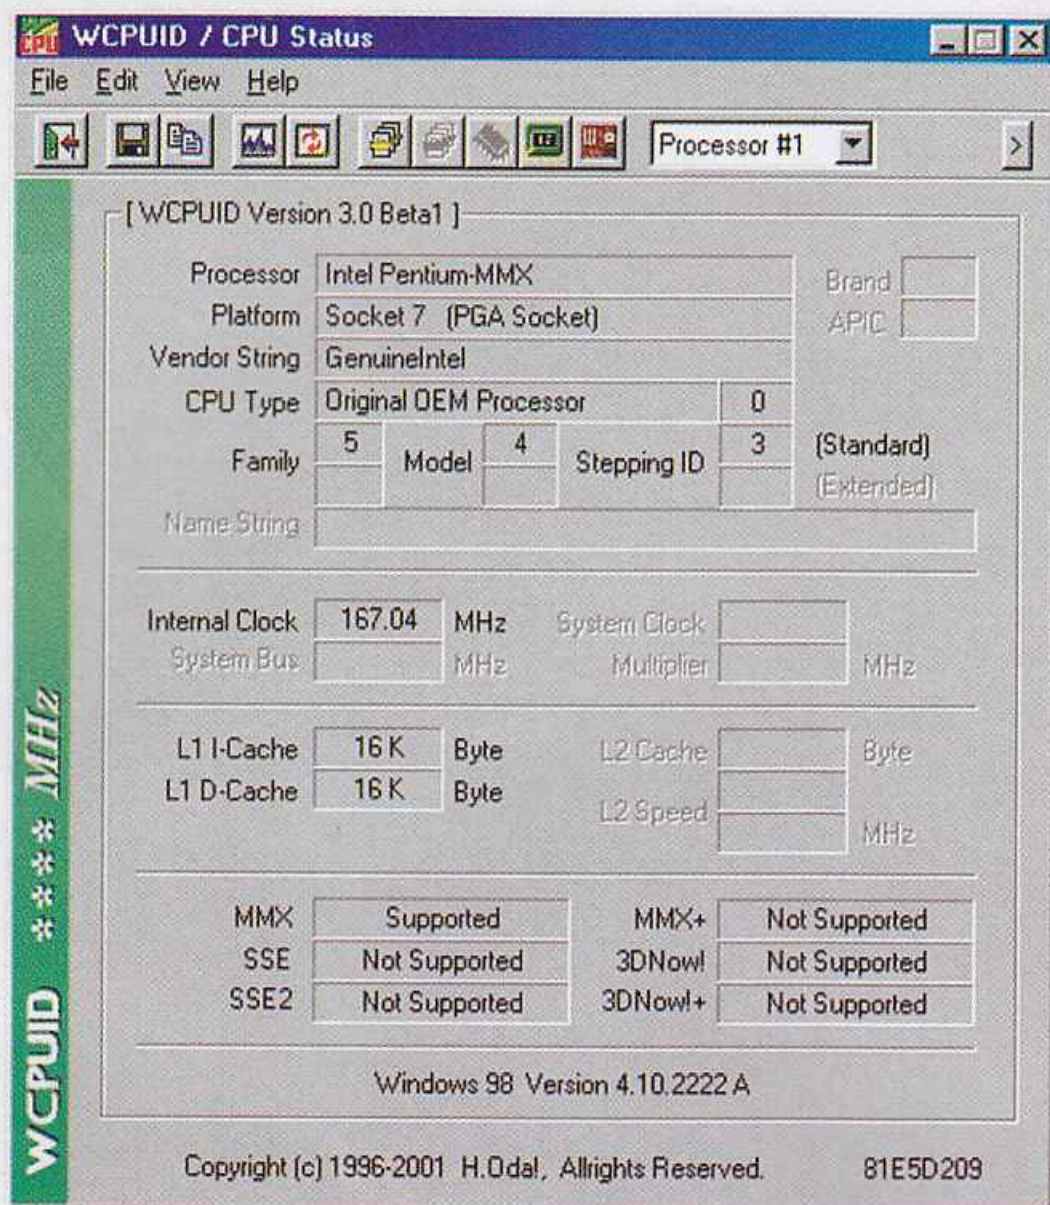 WCPUID / CPU Status
File Edit View Help
Processor #1 >
[ WCPUID Version 3.0 Beta1 ]
Processor Intel Pentium-MMX Brand
Platform Socket 7 (PGA Socket) APIC
Vendor String GenuineIntel
CPU Type Original OEM Processor 0
Family 5 Model 4 Stepping ID 3 (Standard)
(Extended)
Name String
Internal Clock 167.04 MHz System Clock
System Bus MHz Multiplier MHz
L1 I-Cache 16 K Byte L2 Cache Byte
L1 D-Cache 16 K Byte
L2 Speed MHz
MMX Supported MMX+ Not Supported
SSE Not Supported 3DNow! Not Supported
SSE2 Not Supported 3DNow!+ Not Supported
Windows 98 Version 4.10.2222 A
Copyright (c) 1996-2001 H.Oda!, Allrights Reserved. 81E5D209
WCPUID **** MHz